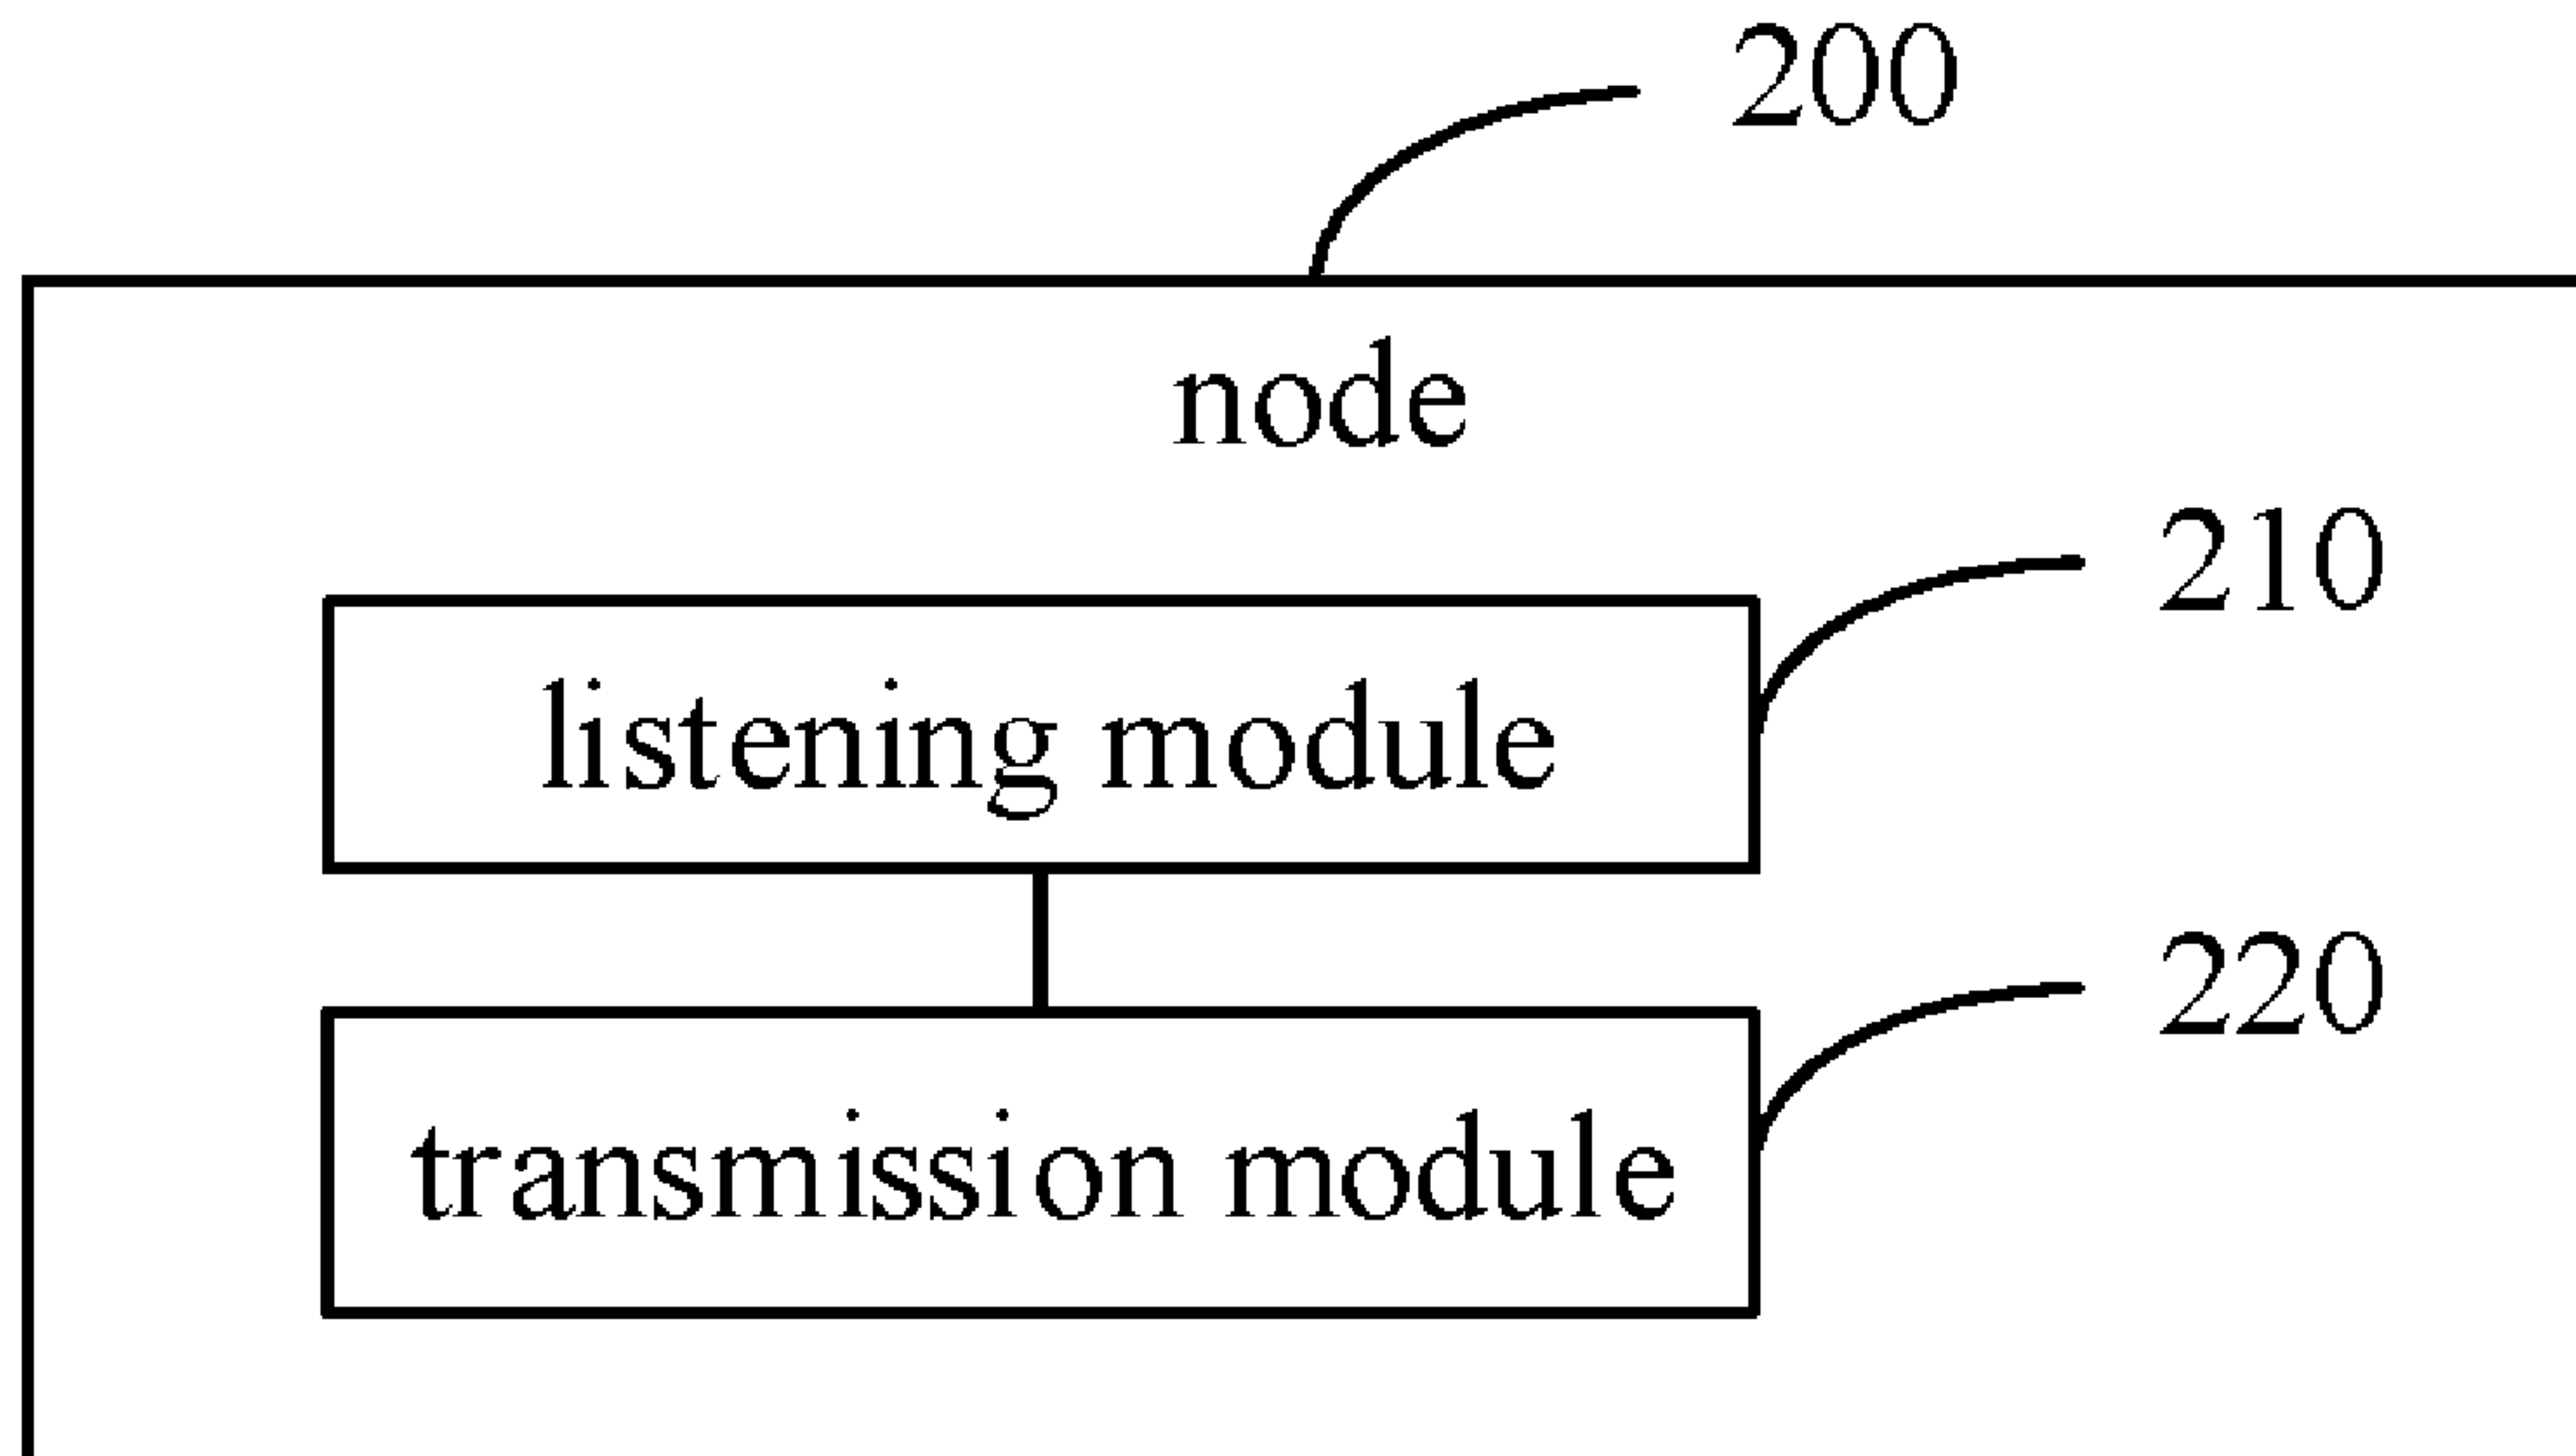 200
node
210
listening module
220
transmission module